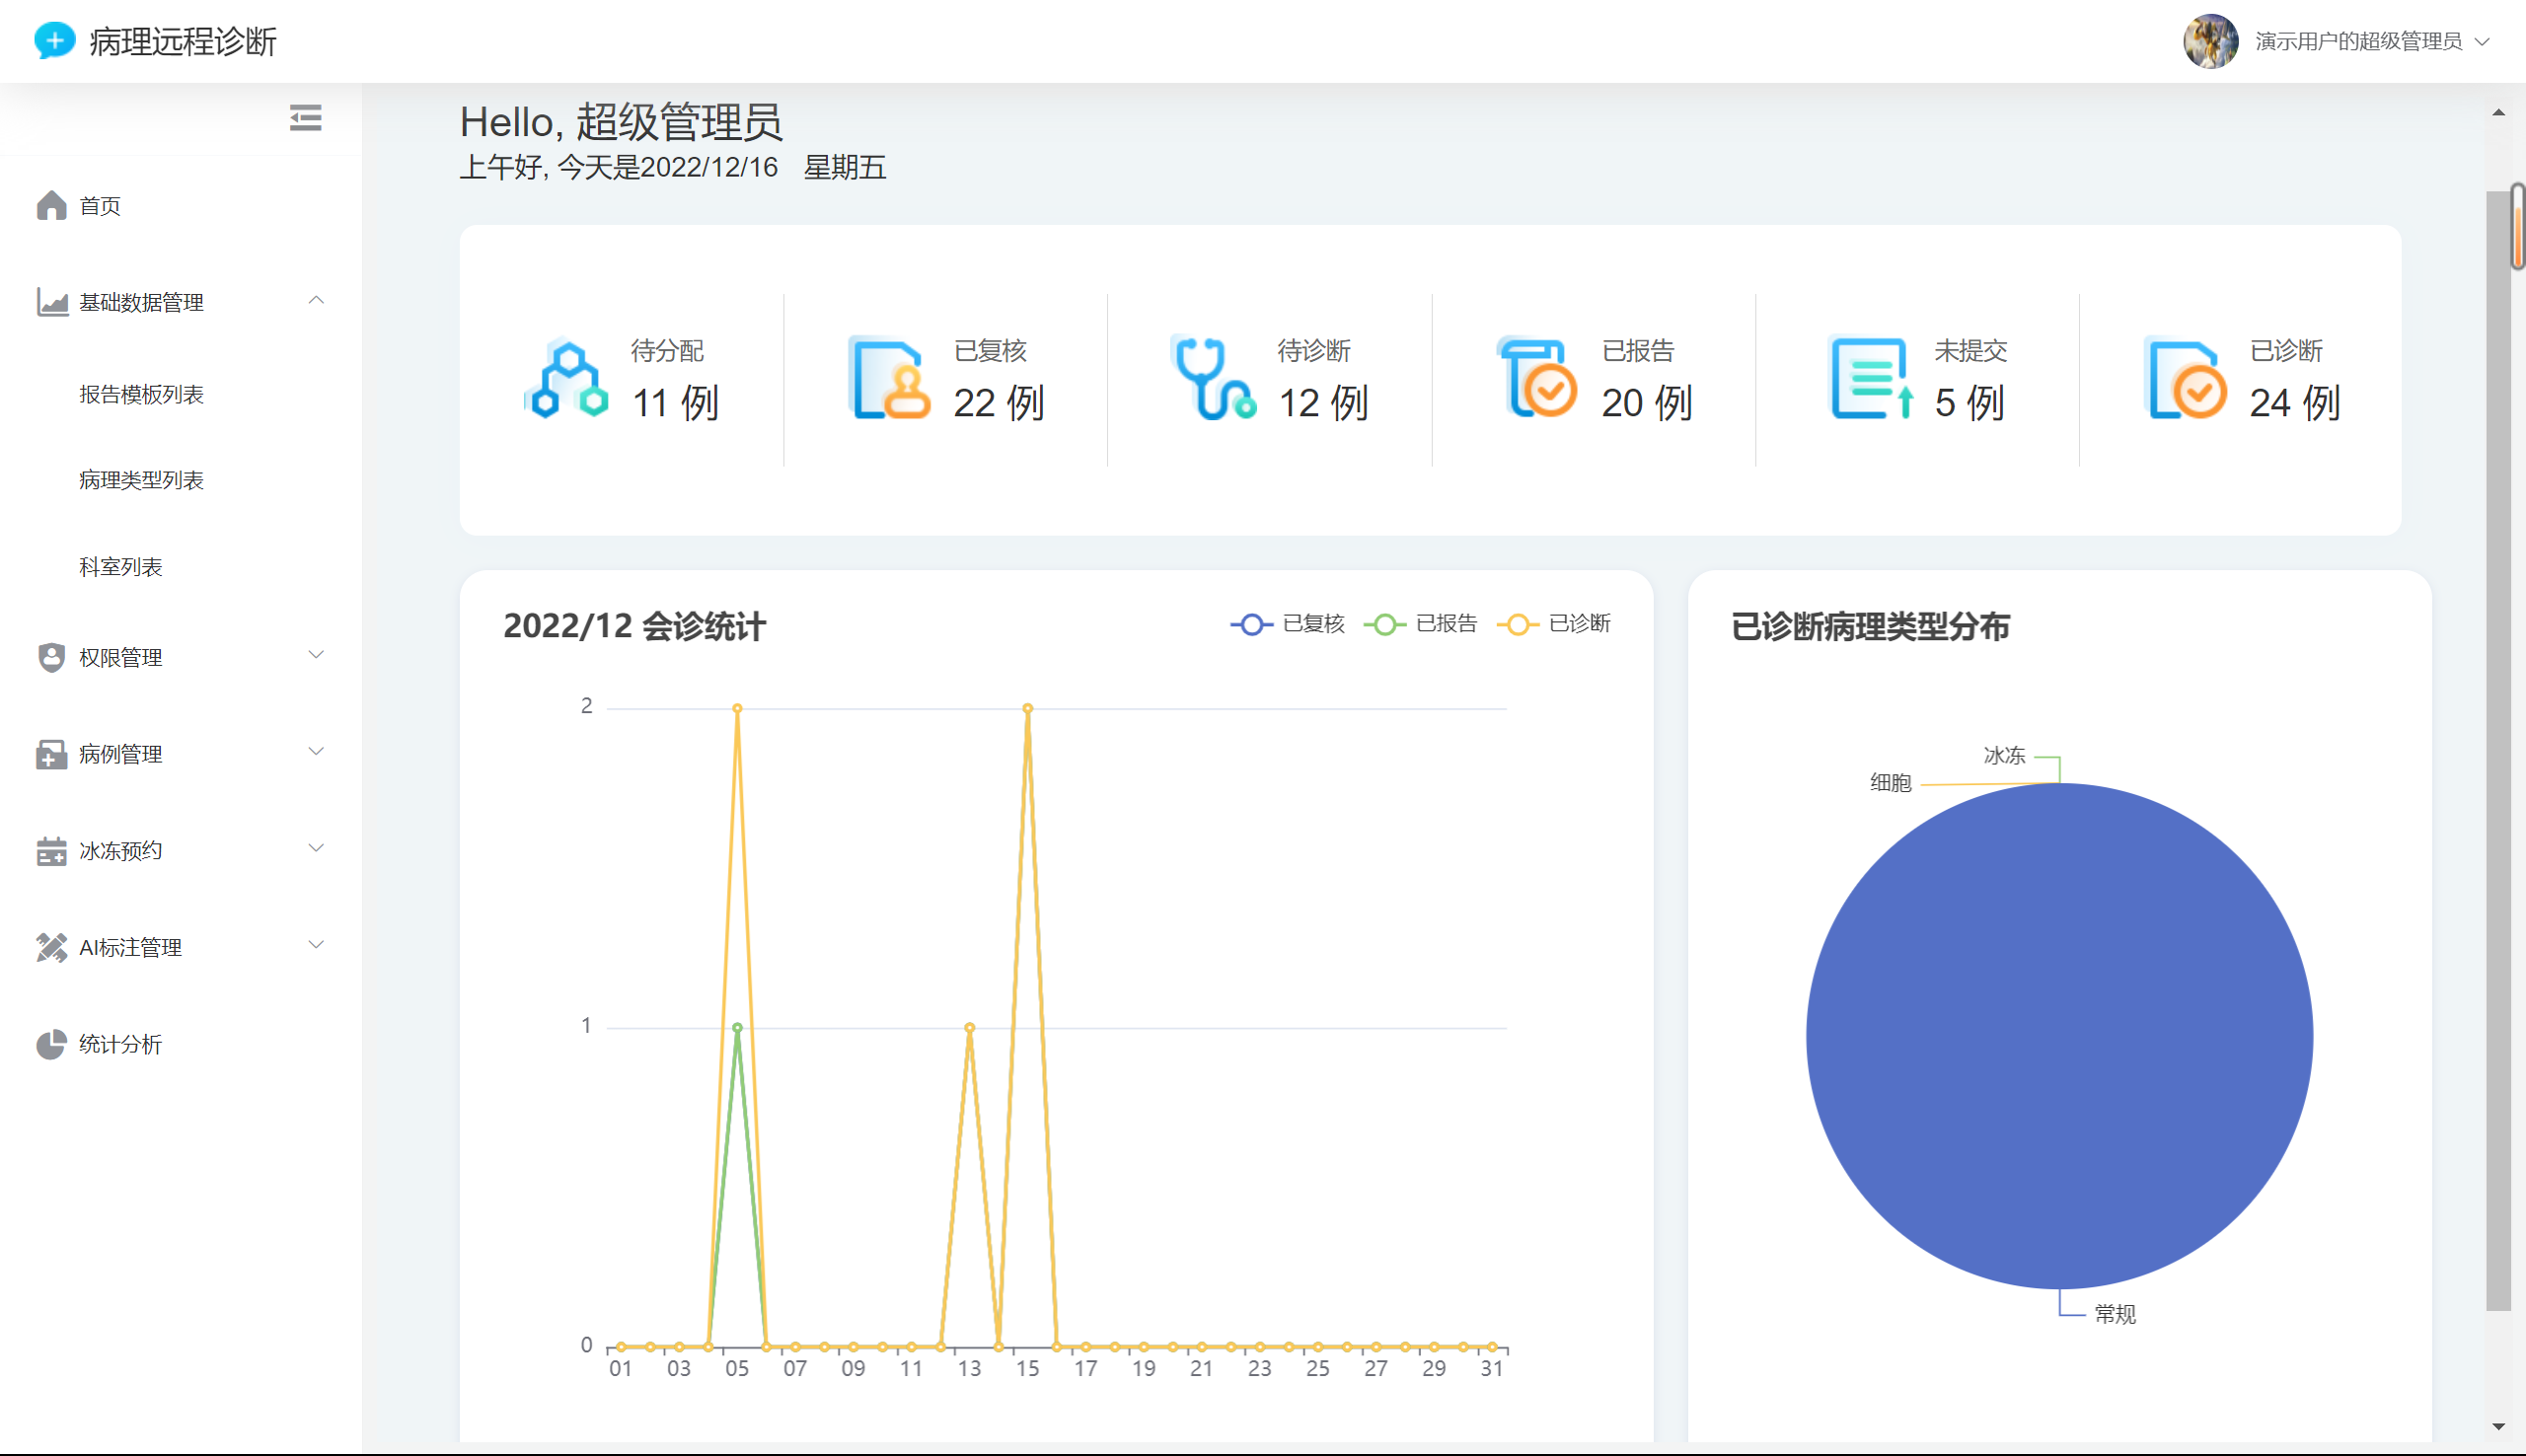 病理远程诊断
演示用户的超级管理员
首页
基础数据管理
报告模板列表
病理类型列表
科室列表
权限管理
病例管理
冰冻预约
AI标注管理
统计分析
Hello, 超级管理员
上午好, 今天是2022/12/16 星期五
待分配
11 例
已复核
22 例
待诊断
12 例
已报告
20 例
未提交
5 例
已诊断
24 例
2022/12 会诊统计
已复核 已报告 已诊断
2
1
0
01 03 05 07 09 11 13 15 17 19 21 23 25 27 29 31
已诊断病理类型分布
冰冻
细胞
常规